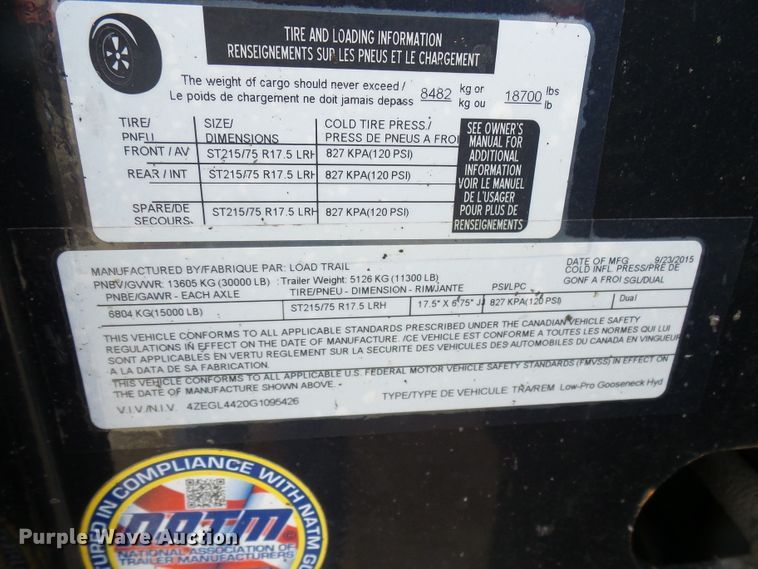 TIRE AND LOADING INFORMATION
RENSEIGNEMENTS SUR LES PNEUS ET LE CHARGEMENT
The weight of cargo should never exceed /
Le poids de chargement ne doit jamais depass 8482 kg or / kg ou 18700 lbs / lb
TIRE/ SIZE/ COLD TIRE PRESS./
PNEU DIMENSIONS PRESS DE PNEUS A FROI
FRONT / AV ST215/75 R17.5 LRH 827 KPA(120 PSI)
REAR / INT ST215/75 R17.5 LRH 827 KPA(120 PSI)
SPARE/DE
SECOURS ST215/75 R17.5 LRH 827 KPA(120 PSI)
SEE OWNER'S
MANUAL FOR
ADDITIONAL
INFORMATION
VOIR LE MANUEL
DE L'USAGER
POUR PLUS DE
RENSEIGNEMENTS
MANUFACTURED BY/FABRIQUE PAR: LOAD TRAIL DATE OF MFG 9/23/2015
PNBV/GVWR: 13605 KG (30000 LB) Trailer Weight: 5126 KG (11300 LB) COLD INFL. PRESS/PRE DE
PNBE/GAWR - EACH AXLE TIRE/PNEU - DIMENSION - RIM/JANTE PSI/LPC GONF A FROI SGL/DUAL
6804 KG(15000 LB) ST215/75 R17.5 LRH 17.5" X 6.75" J 827 KPA(120 PSI) Dual
THIS VEHICLE CONFORMS TO ALL APPLICABLE STANDARDS PRESCRIBED UNDER THE CANADIAN VEHICLE SAFETY
REGULATIONS IN EFFECT ON THE DATE OF MANUFACTURE. /CE VEHICLE EST CONFORME A TOUTES LES NORMES QUI LUI
SONT APPLICABLES EN VERTU REGLEMENT SUR LA SECURITE DES VEHICULES DES AUTOMOBILES DU CANADA EN VINGUEUR
A LA DATA DE SA FABRICATION.
THIS VEHICLE CONFORMS TO ALL APPLICABLE U.S. FEDERAL MOTOR VEHICLE SAFETY STANDARDS (FMVSS) IN EFFECT ON
THE DATE OF MANUFACTURE SHOWN ABOVE.
V.I.V./N.I.V. 4ZEGL4420G1095426 TYPE/TYPE DE VEHICULE TRA/REM Low-Pro Gooseneck Hyd
IN COMPLIANCE WITH NATM
NATM
NATIONAL ASSOCIATION OF
TRAILER MANUFACTURERS
Purple Wave Auction